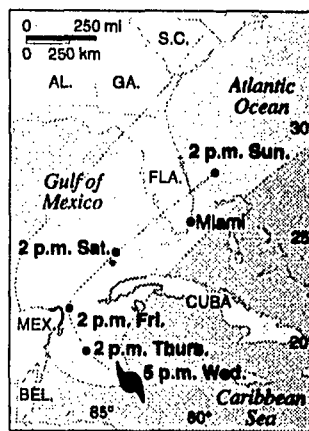 0 250 mi
0 250 km
S.C.
AL. GA.
Atlantic
Ocean
30
2 p.m. Sun.
Gulf of
Mexico
FLA.
Miami
25
2 p.m. Sat.
CUBA
MEX.
2 p.m. Fri.
20°
2 p.m. Thurs.
5 p.m. Wed.
BEL.
85° 80°
Caribbean
Sea